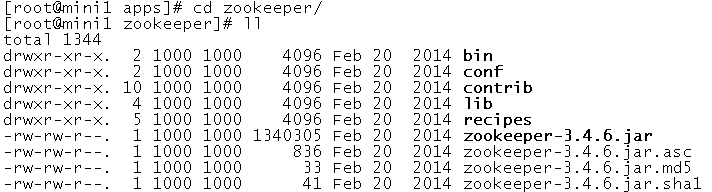 [root@mini1 apps]# cd zookeeper/
[root@mini1 zookeeper]# ll
total 1344
drwxr-xr-x.  2 1000 1000    4096 Feb 20  2014 bin
drwxr-xr-x.  2 1000 1000    4096 Feb 20  2014 conf
drwxr-xr-x. 10 1000 1000    4096 Feb 20  2014 contrib
drwxr-xr-x.  4 1000 1000    4096 Feb 20  2014 lib
drwxr-xr-x.  5 1000 1000    4096 Feb 20  2014 recipes
-rw-rw-r--.  1 1000 1000 1340305 Feb 20  2014 zookeeper-3.4.6.jar
-rw-rw-r--.  1 1000 1000     836 Feb 20  2014 zookeeper-3.4.6.jar.asc
-rw-rw-r--.  1 1000 1000      33 Feb 20  2014 zookeeper-3.4.6.jar.md5
-rw-rw-r--.  1 1000 1000      41 Feb 20  2014 zookeeper-3.4.6.jar.sha1